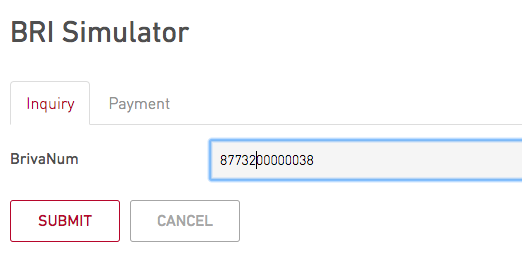 BRI Simulator
Inquiry Payment
BrivaNum 8773200000038
SUBMIT CANCEL